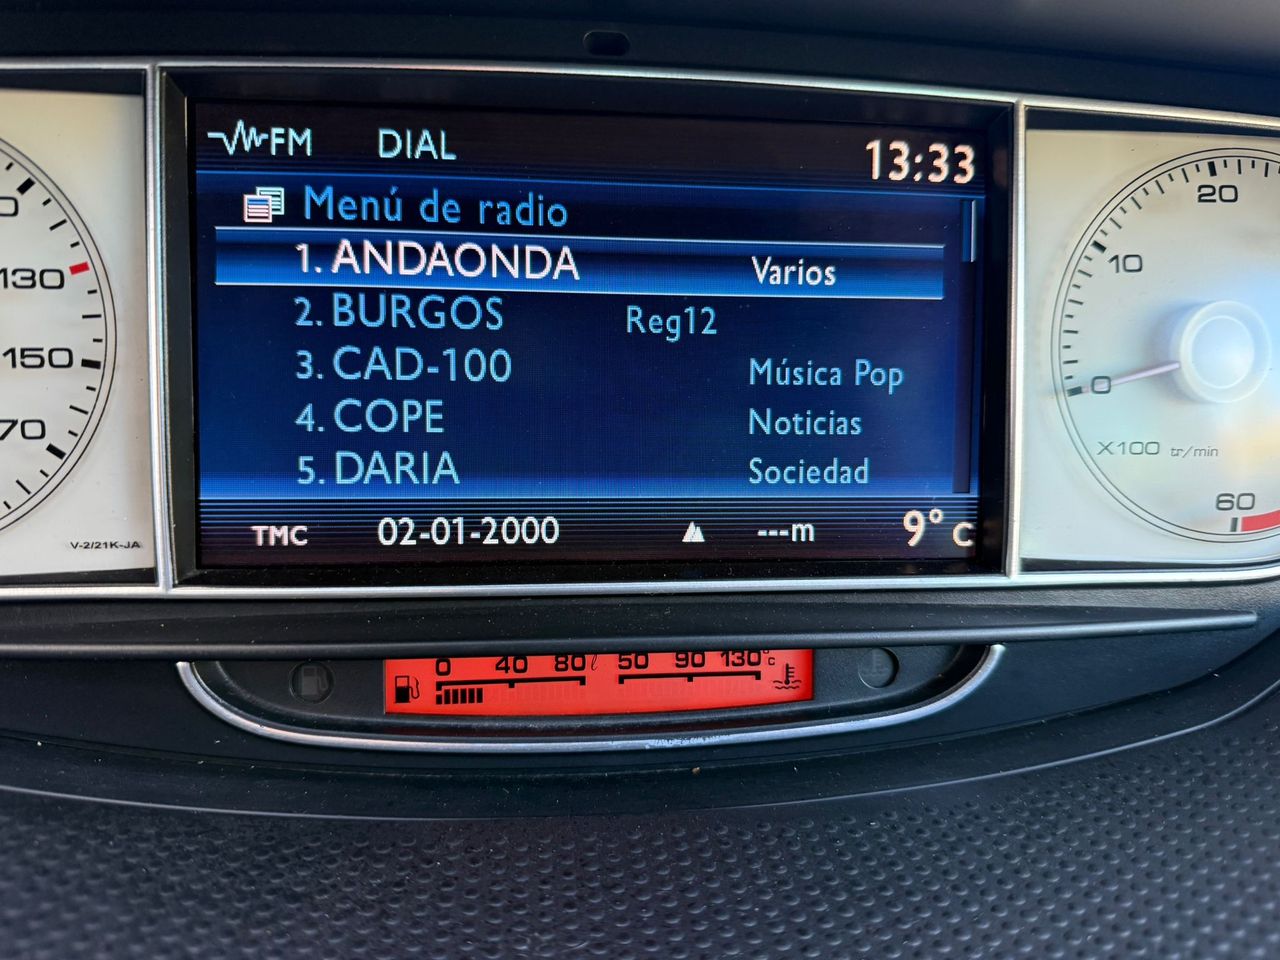 FM DIAL 13:33
Menú de radio
1. ANDAONDA Varios
2. BURGOS Reg12
3. CAD-100 Música Pop
4. COPE Noticias
5. DARIA Sociedad
TMC 02-01-2000 ---m 9° c
130
150
70
V-2/21K-JA
20
10
0
X100 tr/min
60
0 40 80 l 50 90 130 °c